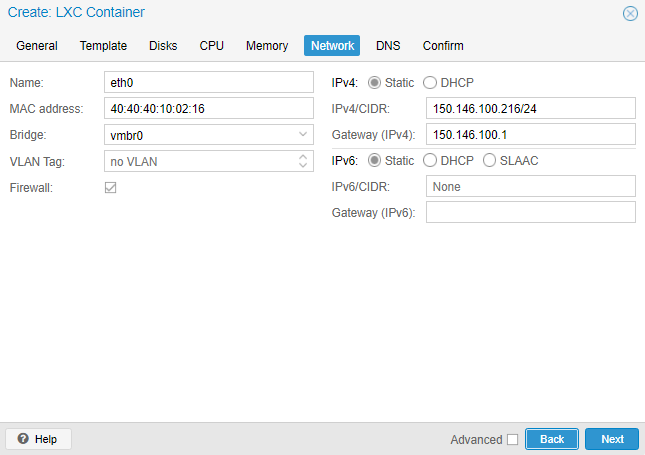 Create: LXC Container
General Template Disks CPU Memory Network DNS Confirm
Name: eth0
MAC address: 40:40:40:10:02:16
Bridge: vmbr0
VLAN Tag: no VLAN
Firewall:
IPv4: Static DHCP
IPv4/CIDR: 150.146.100.216/24
Gateway (IPv4): 150.146.100.1
IPv6: Static DHCP SLAAC
IPv6/CIDR: None
Gateway (IPv6):
Help Advanced Back Next